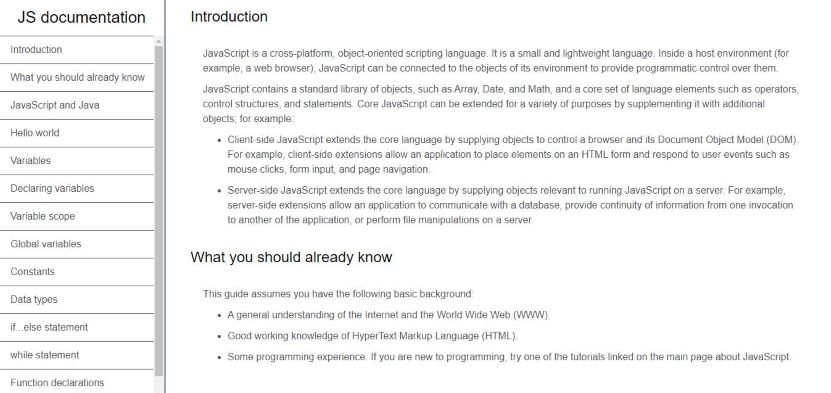 JS documentation
Introduction
What you should already know
JavaScript and Java
Hello world
Variables
Declaring variables
Variable scope
Global variables
Constants
Data types
if...else statement
while statement
Function declarations
Introduction
JavaScript is a cross-platform, object-oriented scripting language. It is a small and lightweight language. Inside a host environment (for
example, a web browser), JavaScript can be connected to the objects of its environment to provide programmatic control over them.
JavaScript contains a standard library of objects, such as Array, Date, and Math, and a core set of language elements such as operators,
control structures, and statements. Core JavaScript can be extended for a variety of purposes by supplementing it with additional
objects; for example:
• Client-side JavaScript extends the core language by supplying objects to control a browser and its Document Object Model (DOM).
For example, client-side extensions allow an application to place elements on an HTML form and respond to user events such as
mouse clicks, form input, and page navigation.
• Server-side JavaScript extends the core language by supplying objects relevant to running JavaScript on a server. For example,
server-side extensions allow an application to communicate with a database, provide continuity of information from one invocation
to another of the application, or perform file manipulations on a server.
What you should already know
This guide assumes you have the following basic background:
• A general understanding of the Internet and the World Wide Web (WWW).
• Good working knowledge of HyperText Markup Language (HTML).
• Some programming experience. If you are new to programming, try one of the tutorials linked on the main page about JavaScript.